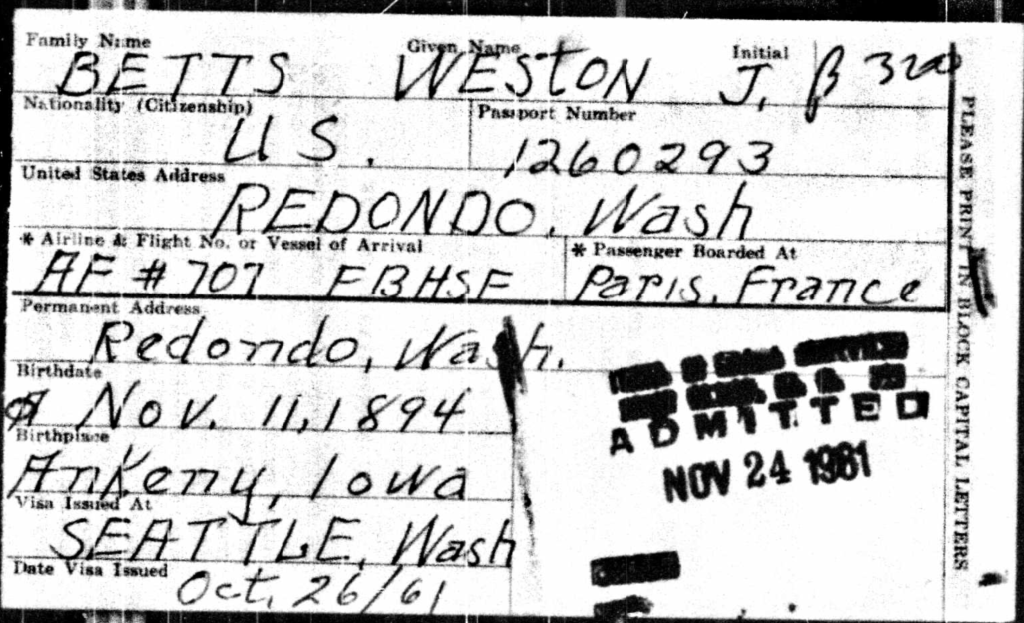 Family Name Given Name Initial
BETTS WESTON J.
Nationality (Citizenship) Passport Number
U S. 1260293
United States Address
REDONDO, Wash
* Airline & Flight No. or Vessel of Arrival * Passenger Boarded At
AF # 707 FBHSF Paris, France
Permanent Address
Redondo, Wash.
Birthdate
Nov. 11, 1894
Birthplace
Ankeny, Iowa
Visa Issued At
SEATTLE, Wash
Date Visa Issued
Oct, 26/61
ADMITTED
NOV 24 1961
PLEASE PRINT IN BLOCK CAPITAL LETTERS